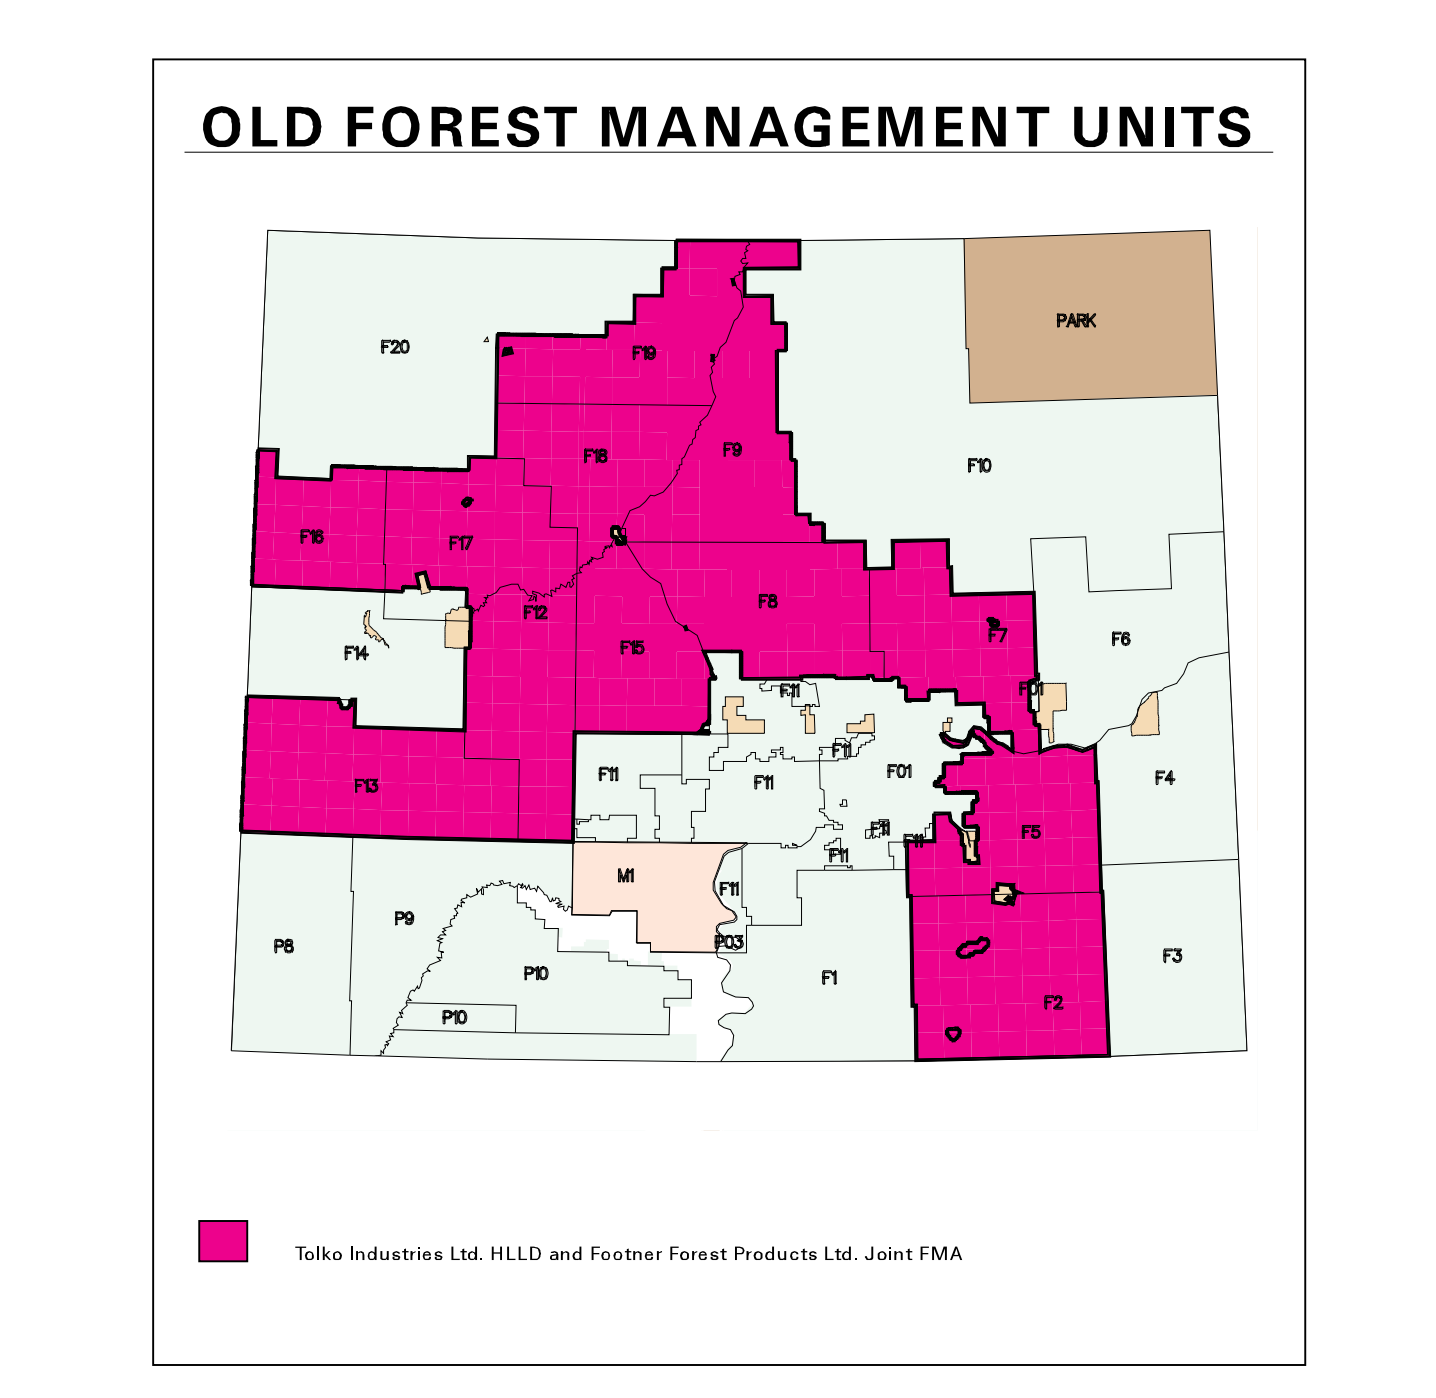 OLD FOREST MANAGEMENT UNITS
PARK
F20
F19
F9
F18
F10
F16
F17
F8
F12
F7
F6
F15
F14
F01
F11
F11
F01
F11
F11
F4
F13
F11
F5
F11
F11
M1
F11
P9
P03
P8
F3
P10
F1
F2
P10
Tolko Industries Ltd. HLLD and Footner Forest Products Ltd. Joint FMA